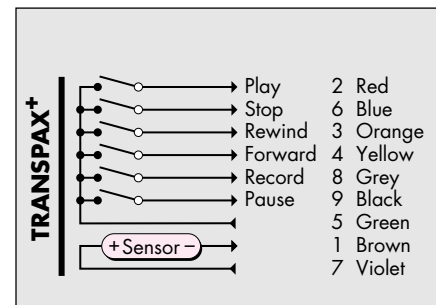 TRANSPAX+
Play 2 Red
Stop 6 Blue
Rewind 3 Orange
Forward 4 Yellow
Record 8 Grey
Pause 9 Black
5 Green
+ Sensor − 1 Brown
7 Violet